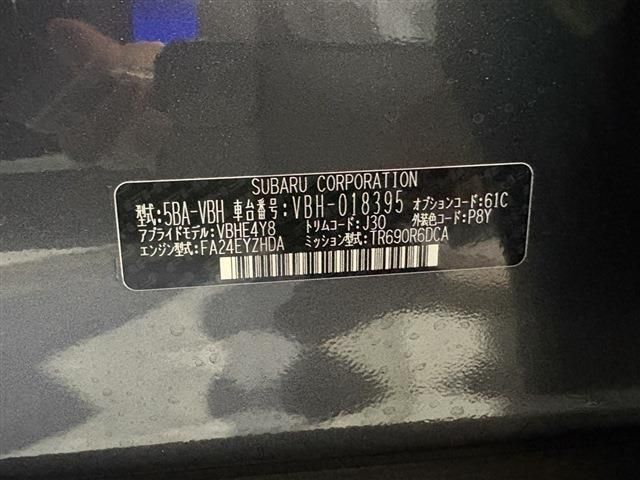 SUBARU CORPORATION
型式:5BA-VBH 車台番号:VBH-018395 オプションコード:61C
アプライドモデル:VBHE4Y8 トリムコード:J30 外装色コード:P8Y
エンジン型式:FA24EYZHDA ミッション型式:TR690R6DCA